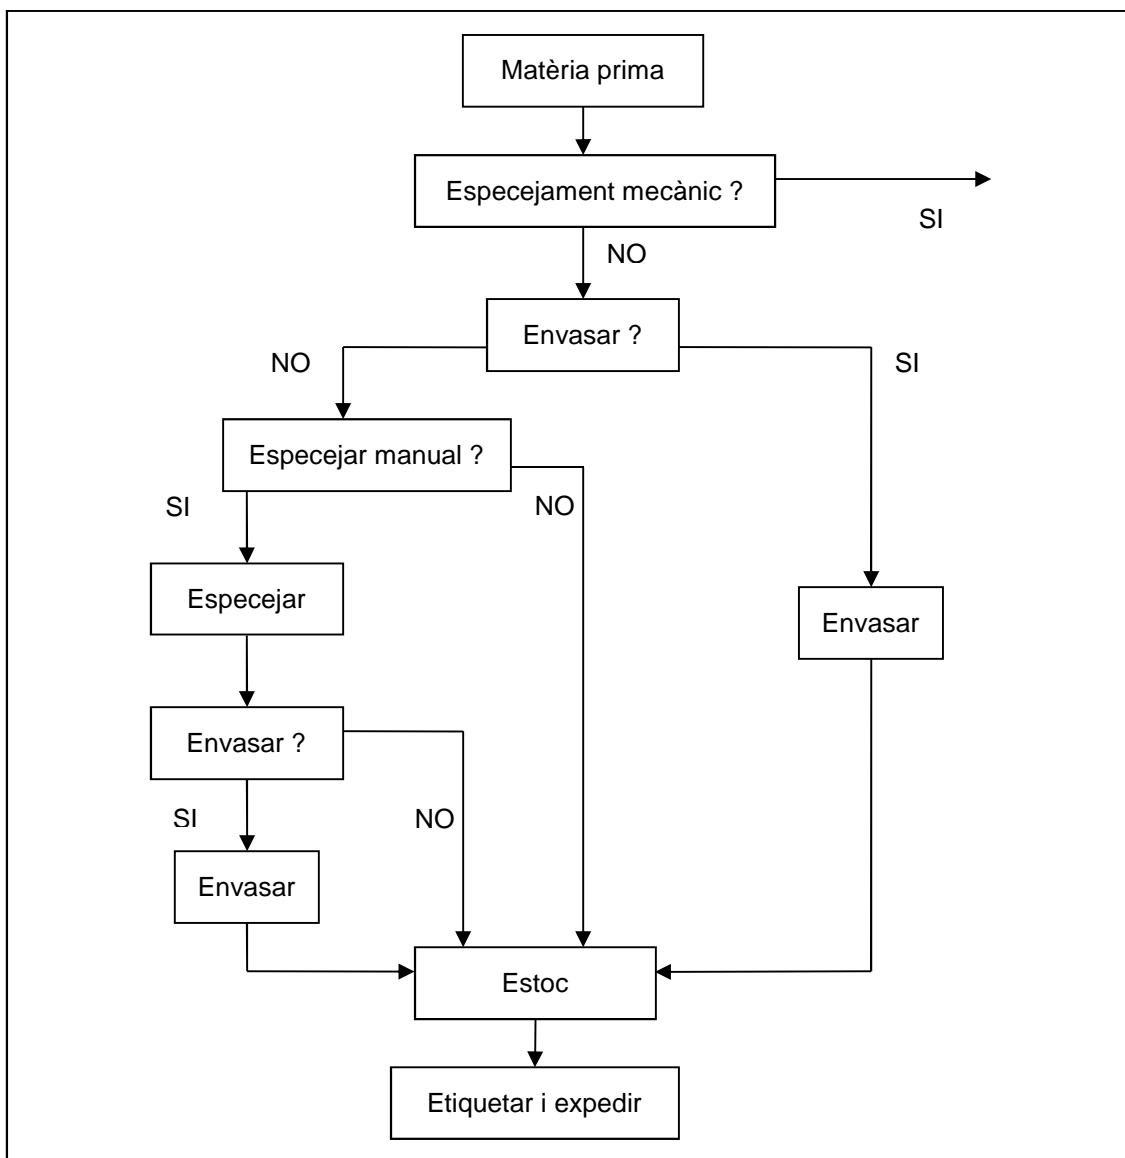 Matèria prima
Especejament mecànic ?
SI
NO
Envasar ?
NO
SI
Especejar manual ?
SI
NO
Especejar
Envasar
Envasar ?
SI
NO
Envasar
Estoc
Etiquetar i expedir